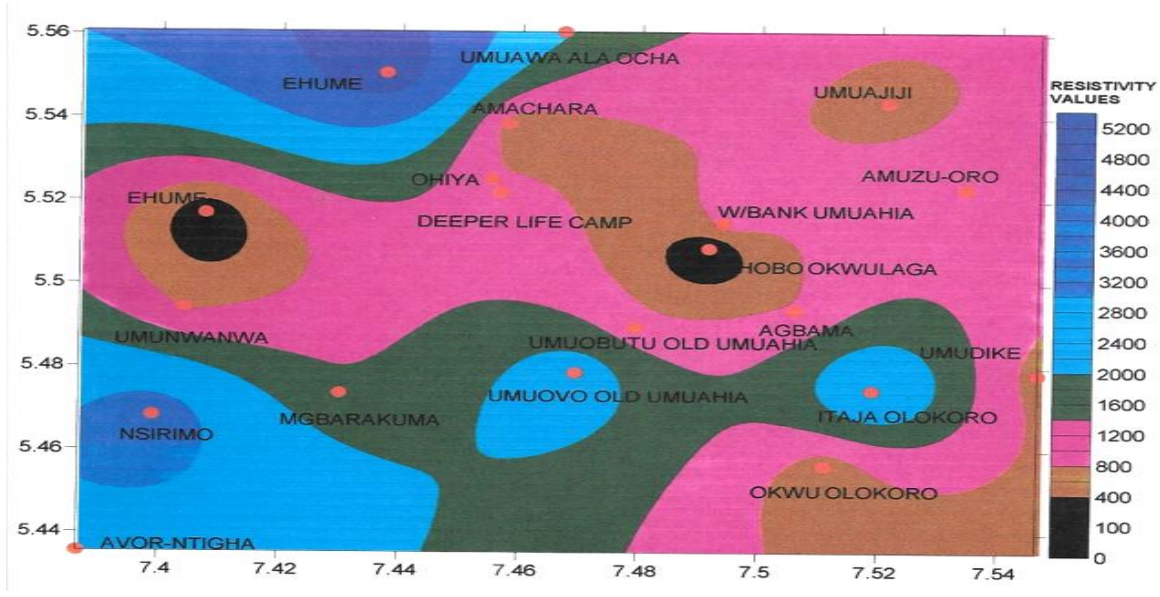 5.56
UMUAWA ALA OCHA
EHUME
RESISTIVITY
VALUES
UMUAJIJI
5.54
AMACHARA
5200
4800
OHIYA
AMUZU-ORO
4400
5.52
EHUME
DEEPER LIFE CAMP
W/BANK UMUAHIA
4000
3600
HOBO OKWULAGA
5.5
3200
2800
UMUNWANWA
AGBAMA
UMUOBUTU OLD UMUAHIA
UMUDIKE
2400
5.48
2000
UMUOVO OLD UMUAHIA
1600
MGBARAKUMA
ITAJA OLOKORO
NSIRIMO
1200
5.46
800
OKWU OLOKORO
400
100
5.44
AVOR-NTIGHA
0
7.4 7.42 7.44 7.46 7.48 7.5 7.52 7.54